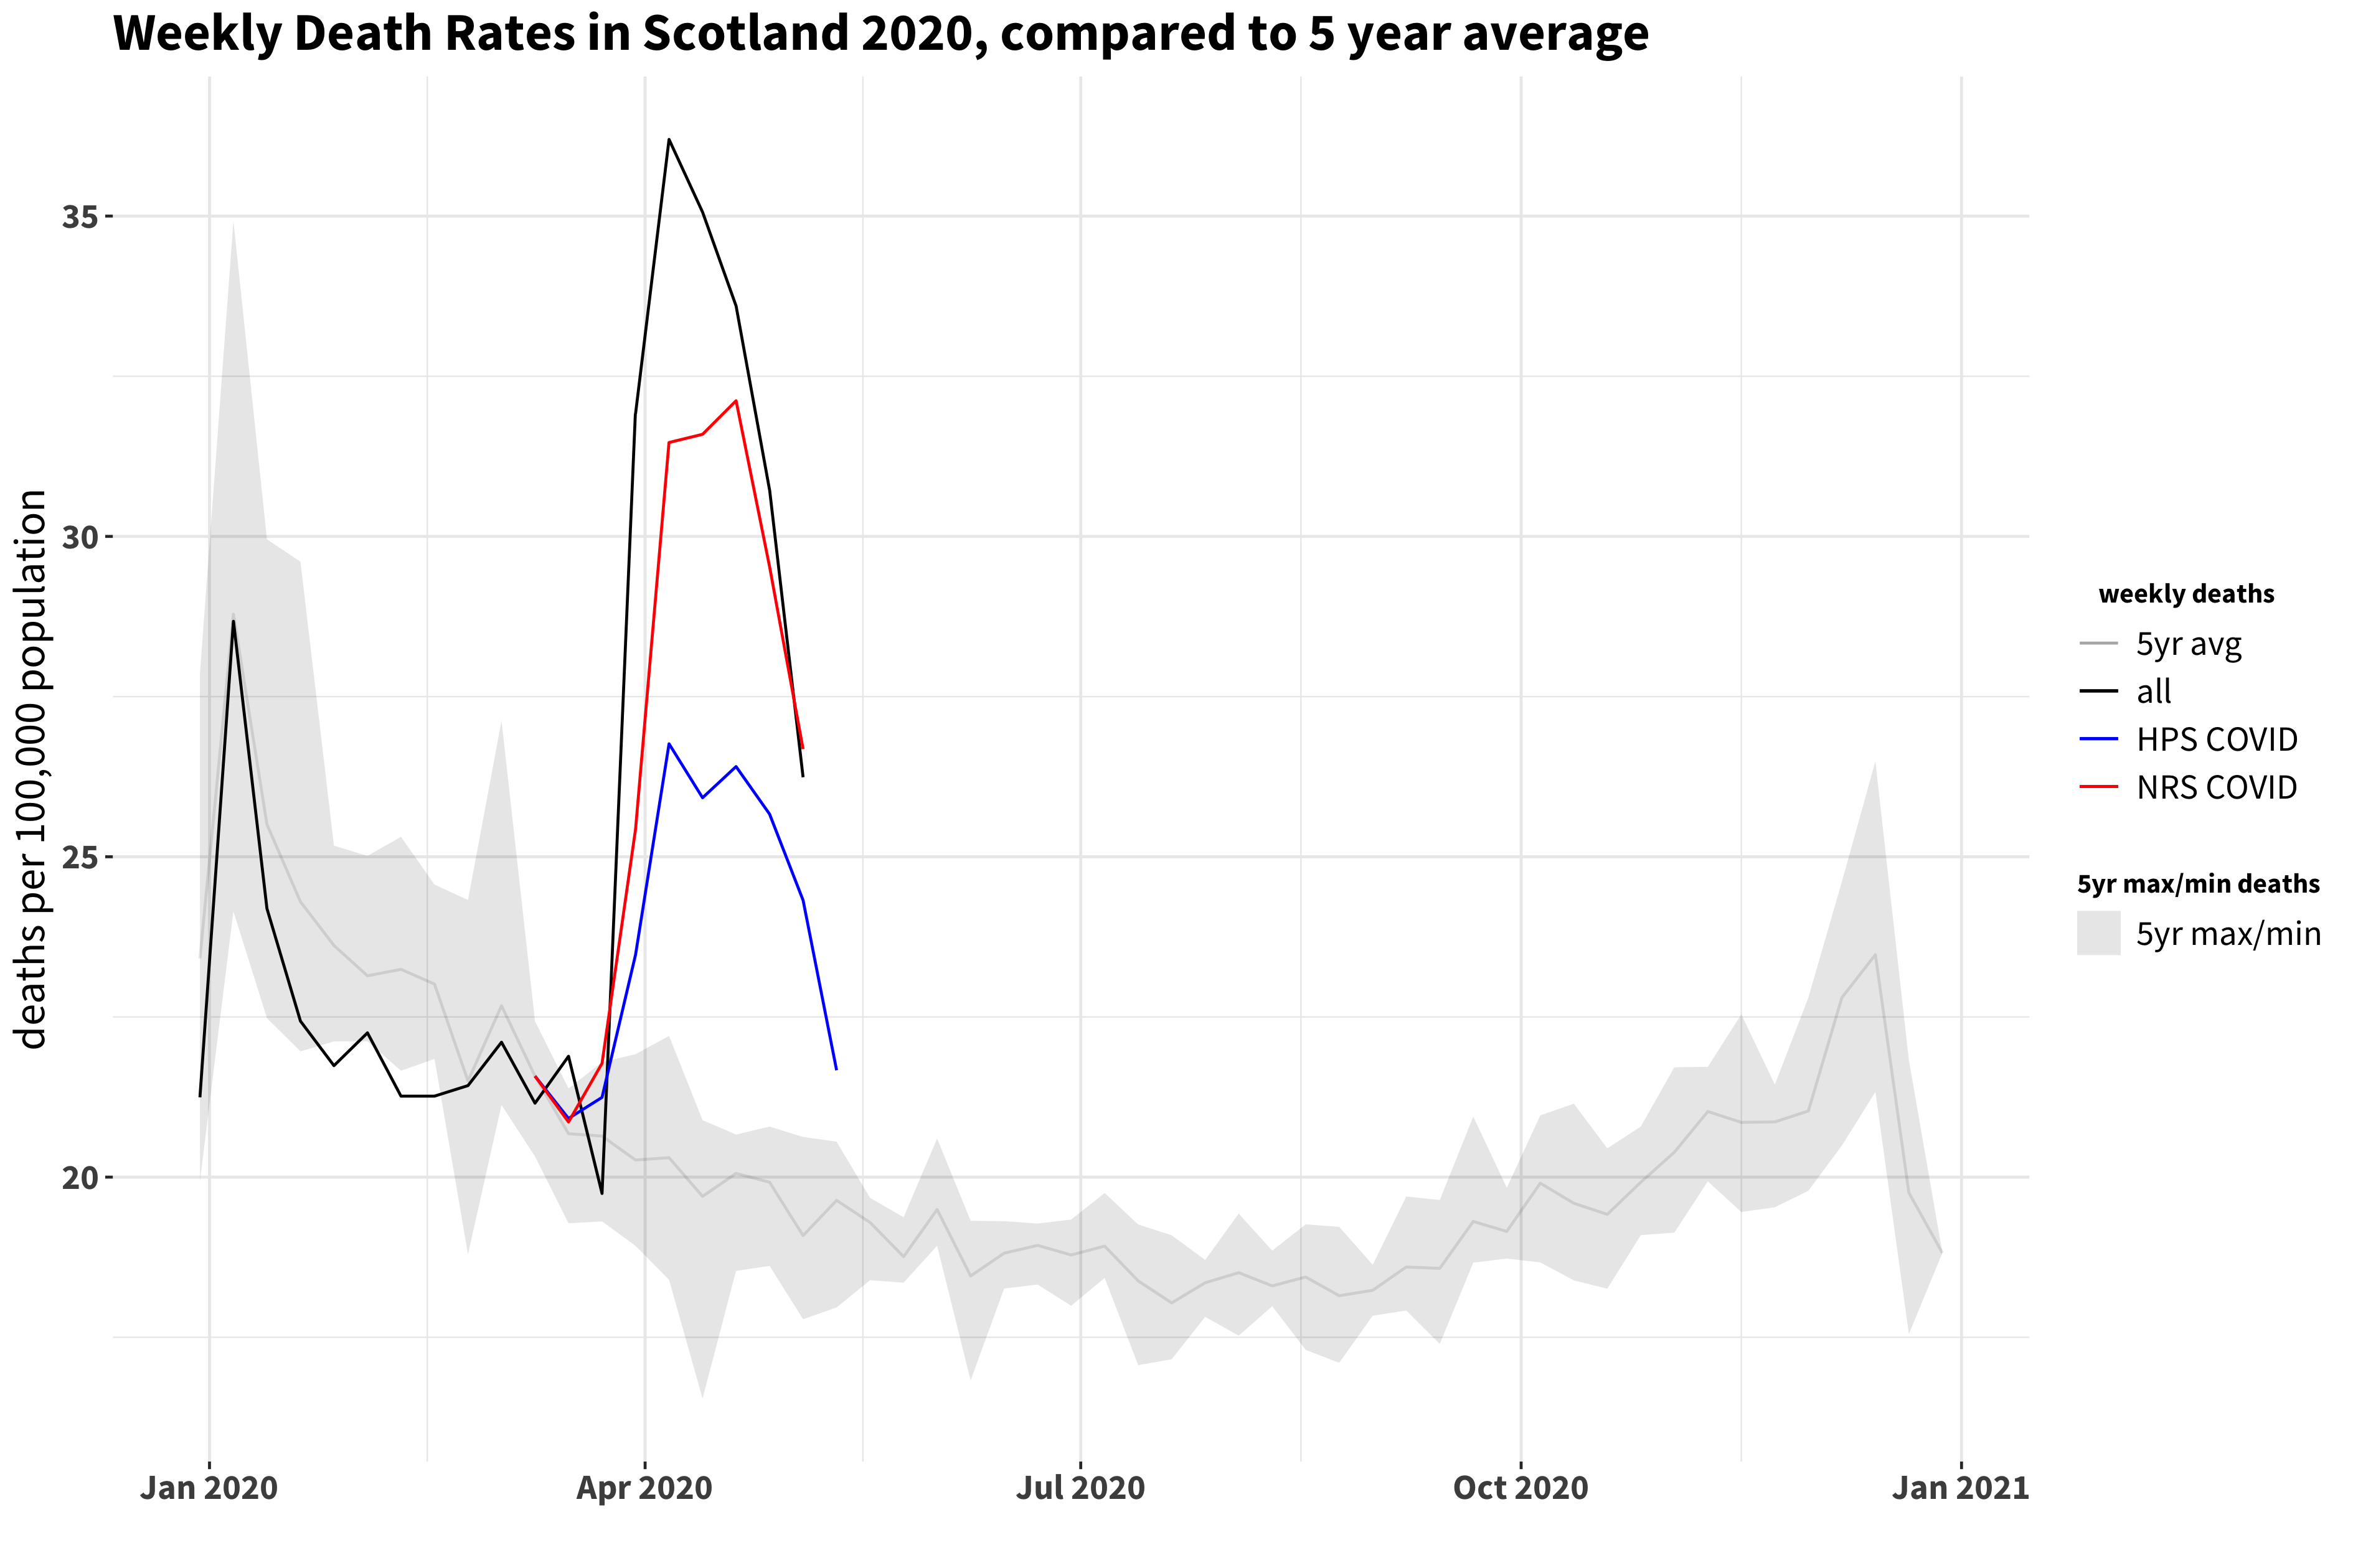 Weekly Death Rates in Scotland 2020, compared to 5 year average
deaths per 100,000 population
35
30
25
20
Jan 2020
Apr 2020
Jul 2020
Oct 2020
Jan 2021
weekly deaths
5yr avg
all
HPS COVID
NRS COVID
5yr max/min deaths
5yr max/min